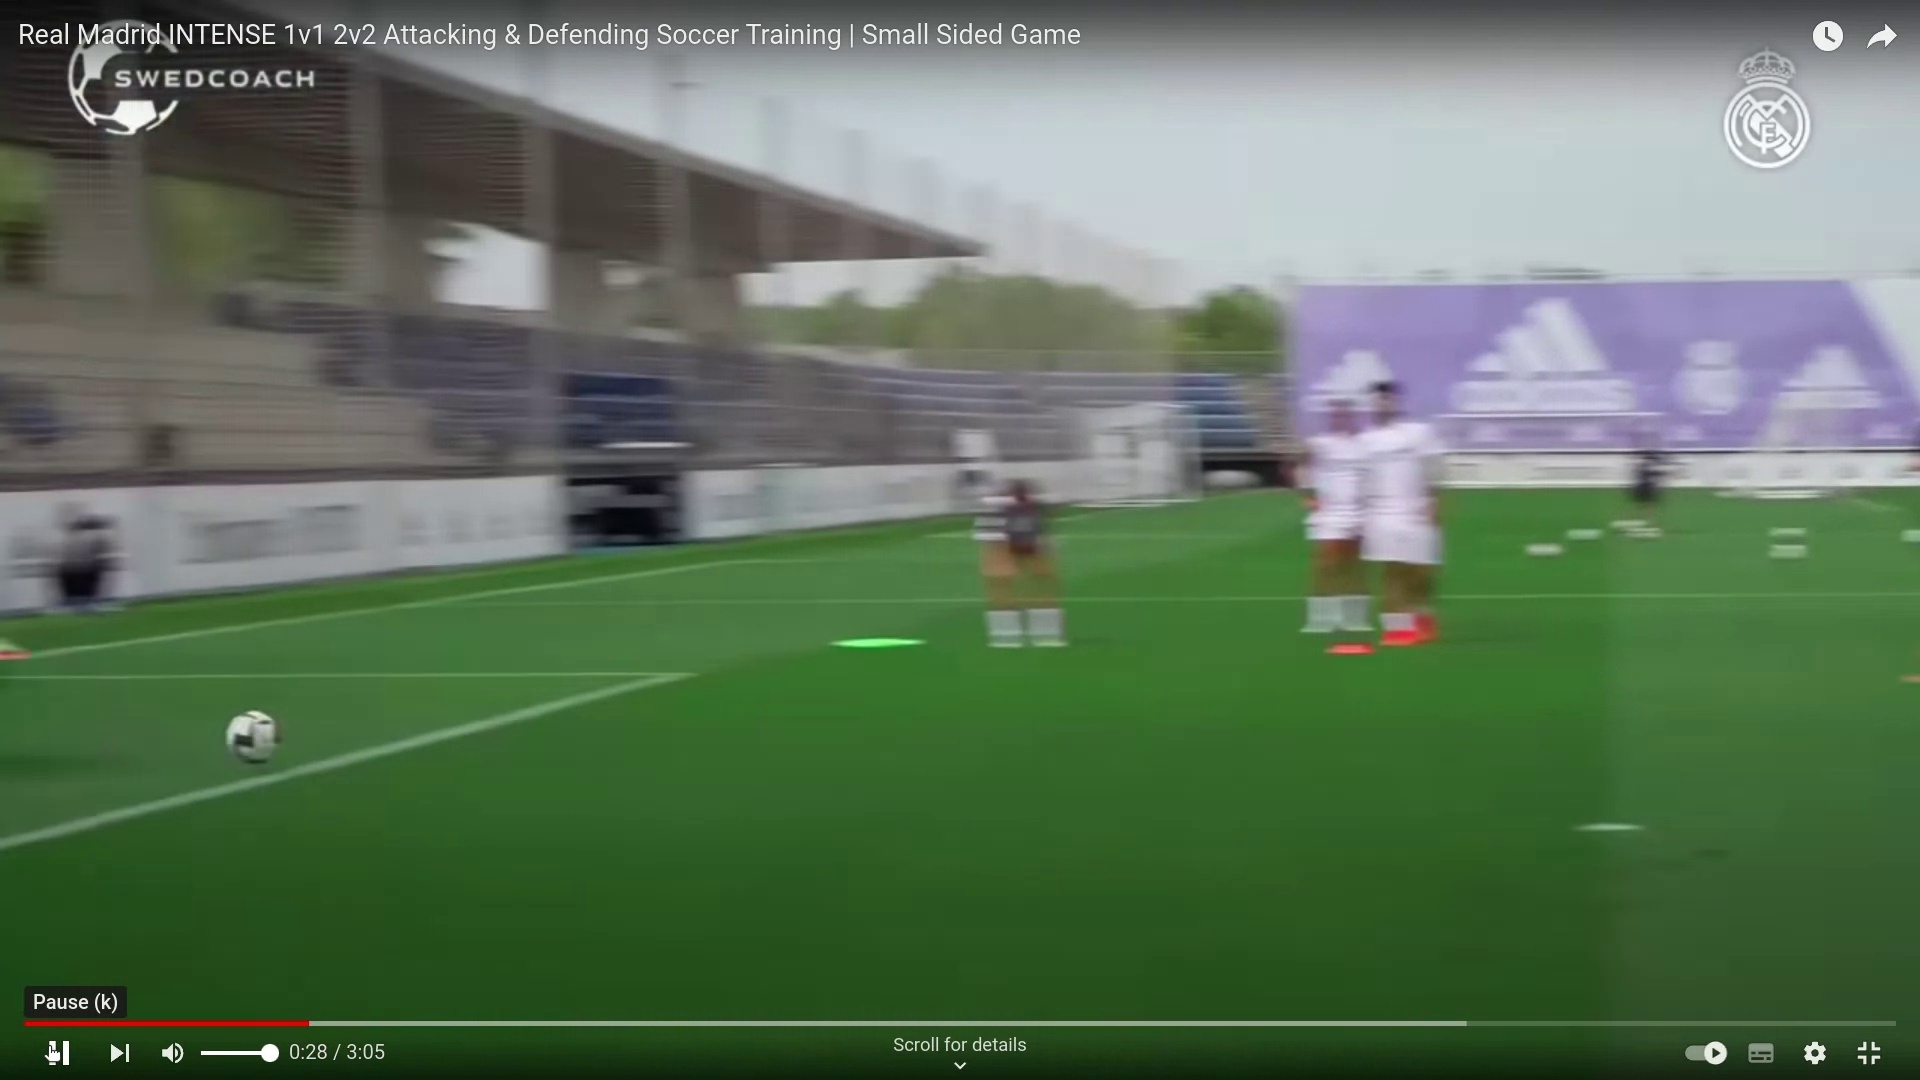 Real Madrid INTENSE 1v1 2v2 Attacking & Defending Soccer Training | Small Sided Game
SWEDCOACH
Pause (k)
0:28 / 3:05
Scroll for details